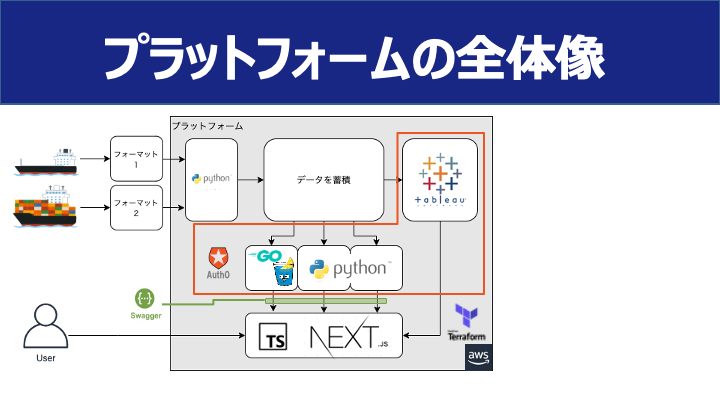 プラットフォームの全体像
プラットフォーム
フォーマット
1
python
データを蓄積
+ableau
フォーマット
2
Auth0
GO
python
Swagger
TS
NEXT.JS
Terraform
aws
User